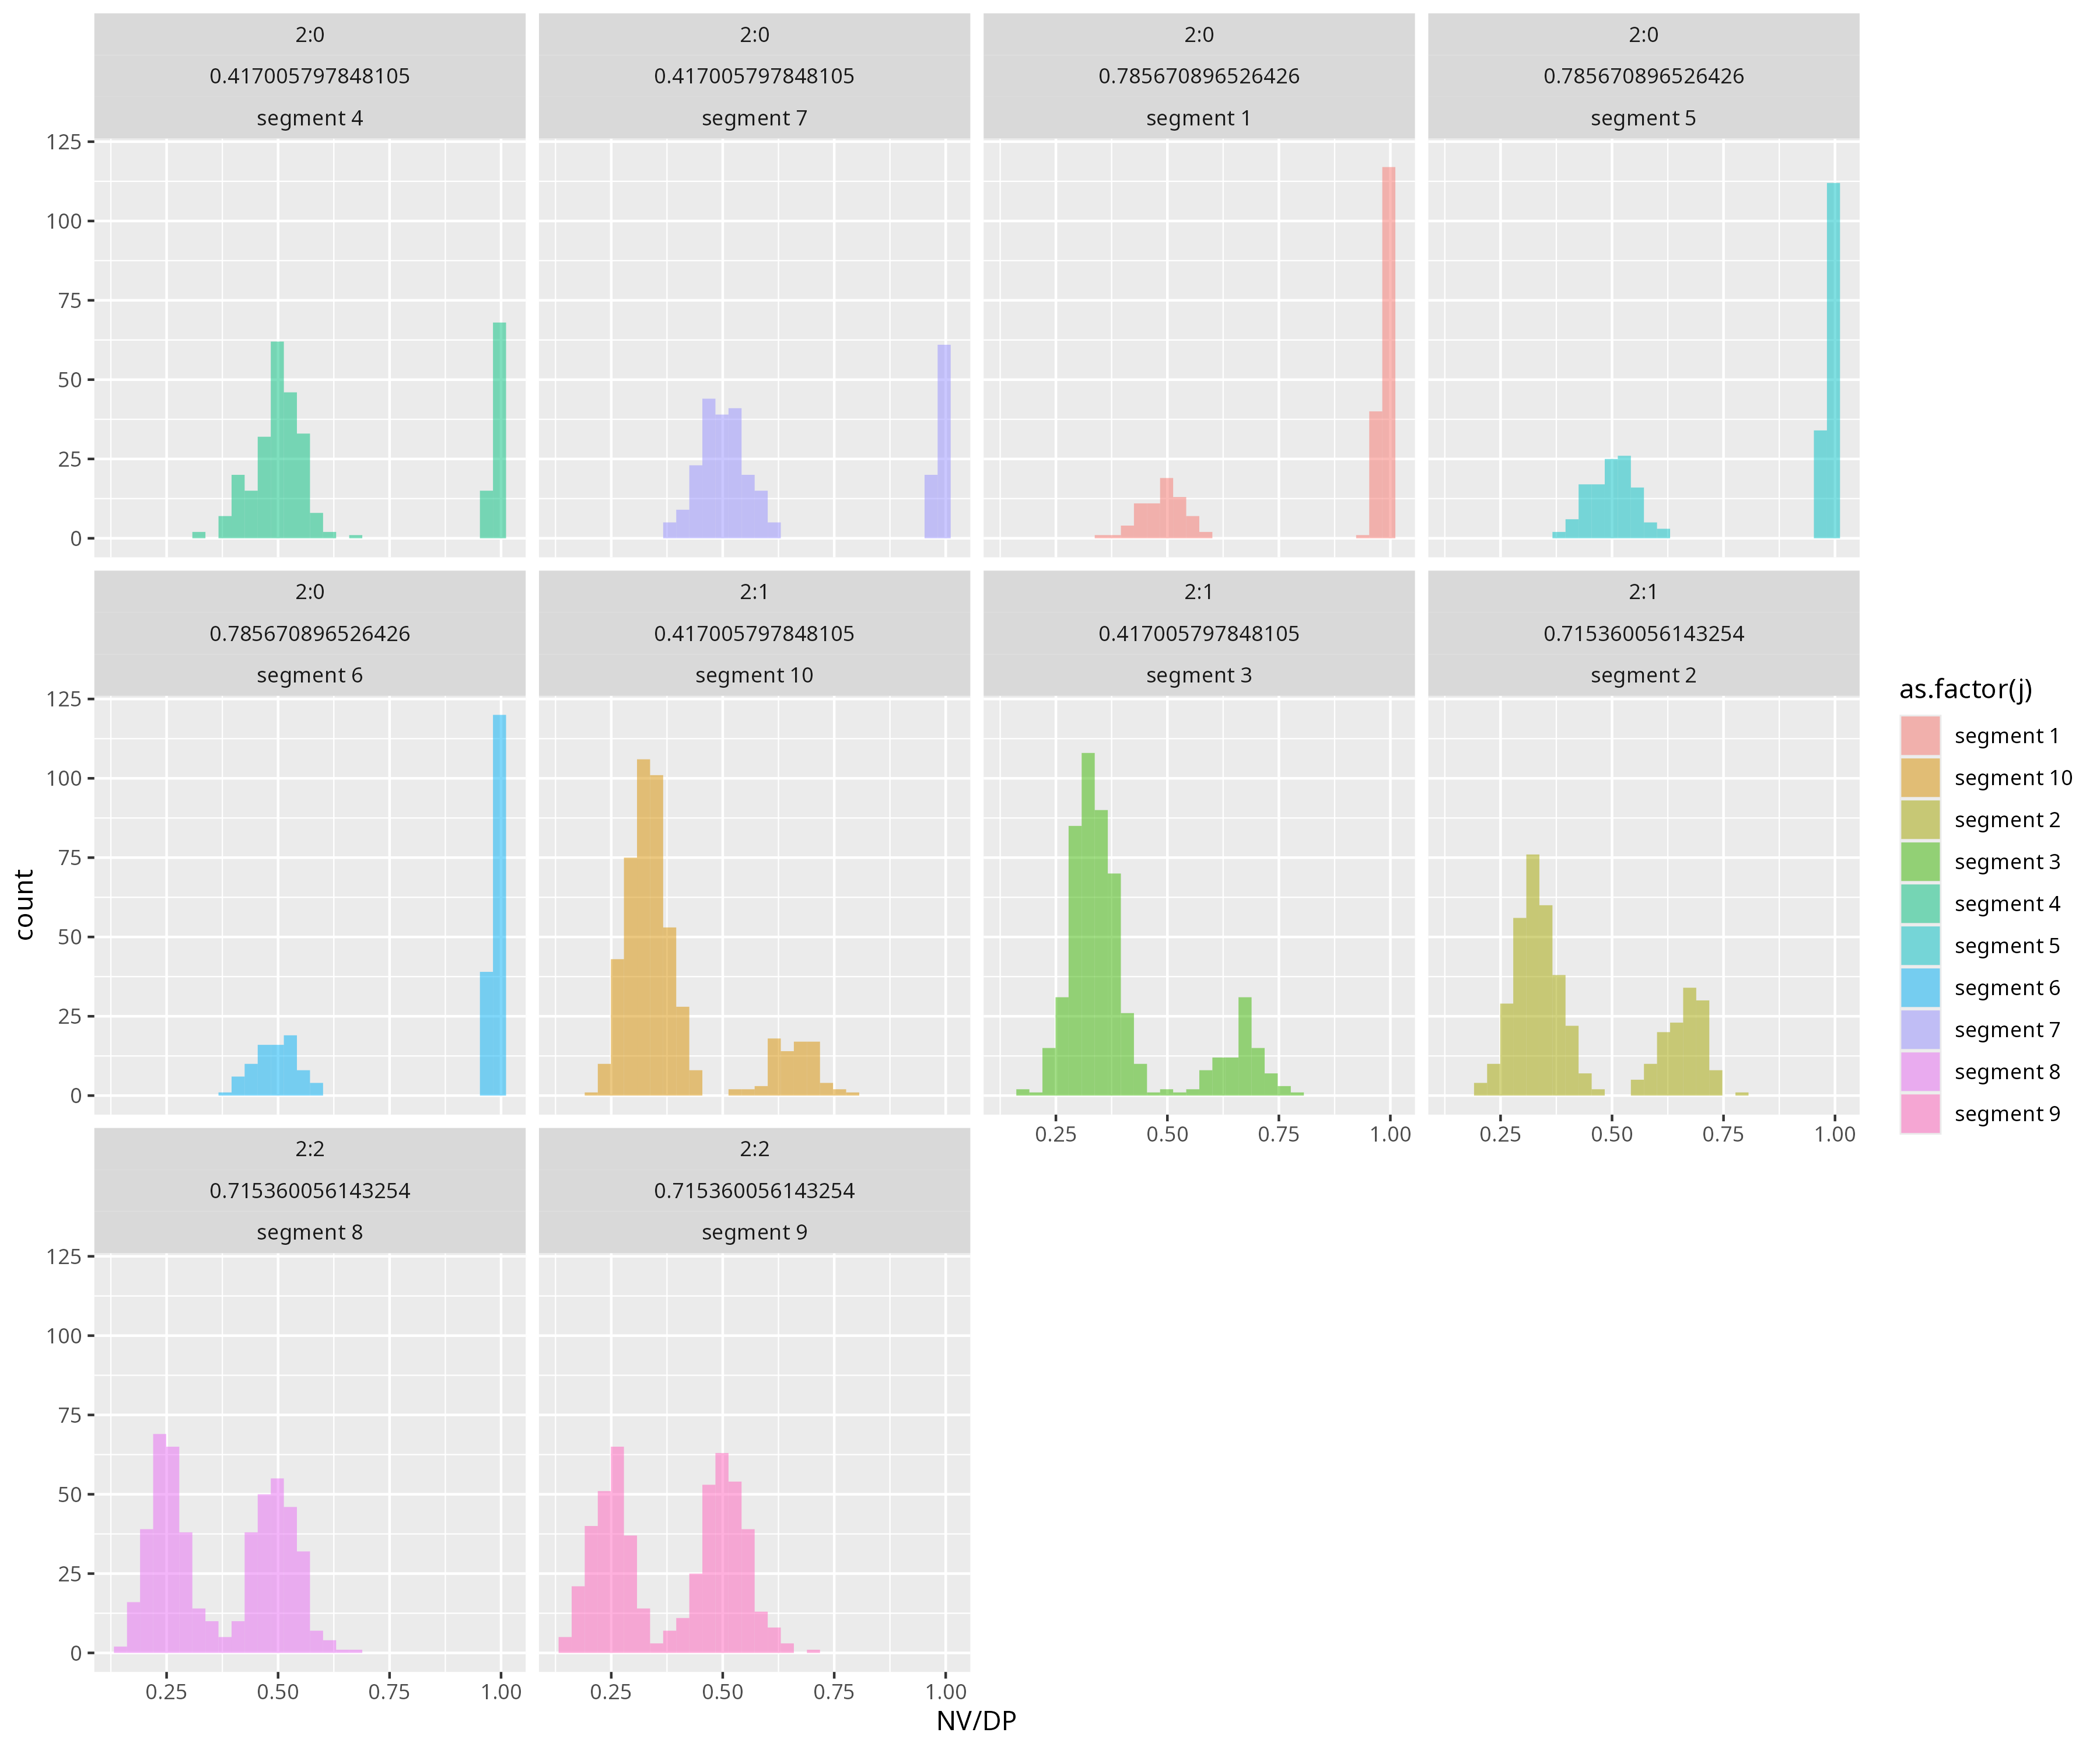 2:0
0.417005797848105
segment 4
2:0
0.417005797848105
segment 7
2:0
0.785670896526426
segment 1
2:0
0.785670896526426
segment 5
125
100
75
50
25
0
2:0
0.785670896526426
segment 6
2:1
0.417005797848105
segment 10
2:1
0.417005797848105
segment 3
2:1
0.715360056143254
segment 2
125
100
75
50
25
0
0.25 0.50 0.75 1.00
0.25 0.50 0.75 1.00
2:2
0.715360056143254
segment 8
2:2
0.715360056143254
segment 9
125
100
75
50
25
0
0.25 0.50 0.75 1.00
0.25 0.50 0.75 1.00
NV/DP
count
as.factor(j)
segment 1
segment 10
segment 2
segment 3
segment 4
segment 5
segment 6
segment 7
segment 8
segment 9